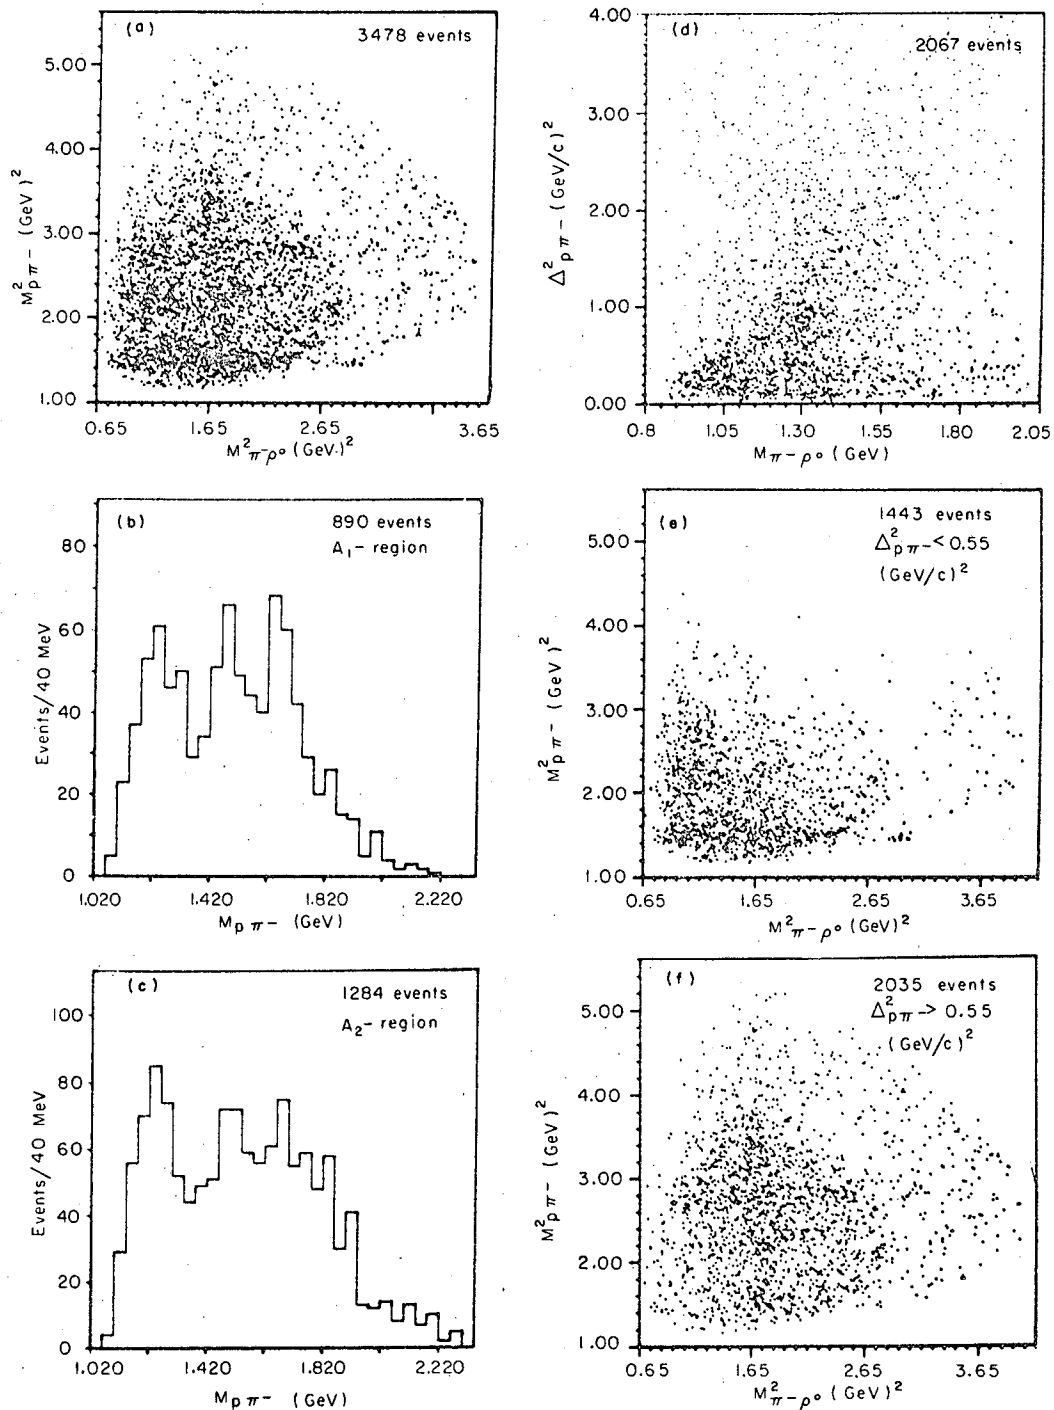 (a)
3478 events
5.00
4.00
3.00
2.00
1.00
M²pπ- (GeV)²
0.65 1.65 2.65 3.65
M²π-ρ° (GeV)²
(b)
890 events
A₁- region
80
60
40
20
0
Events/40 MeV
1.020 1.420 1.820 2.220
Mpπ- (GeV)
(c)
1284 events
A₂- region
100
80
60
40
20
0
Events/40 MeV
1.020 1.420 1.820 2.220
Mpπ- (GeV)
(d)
2067 events
4.00
3.00
2.00
1.00
0.00
Δ²pπ- (GeV/c)²
0.8 1.05 1.30 1.55 1.80 2.05
Mπ-ρ° (GeV)
(e)
1443 events
Δ²pπ- < 0.55
(GeV/c)²
5.00
4.00
3.00
2.00
1.00
M²pπ- (GeV)²
0.65 1.65 2.65 3.65
M²π-ρ° (GeV)²
(f)
2035 events
Δ²pπ- > 0.55
(GeV/c)²
5.00
4.00
3.00
2.00
1.00
M²pπ- (GeV)²
0.65 1.65 2.65 3.65
M²π-ρ° (GeV)²